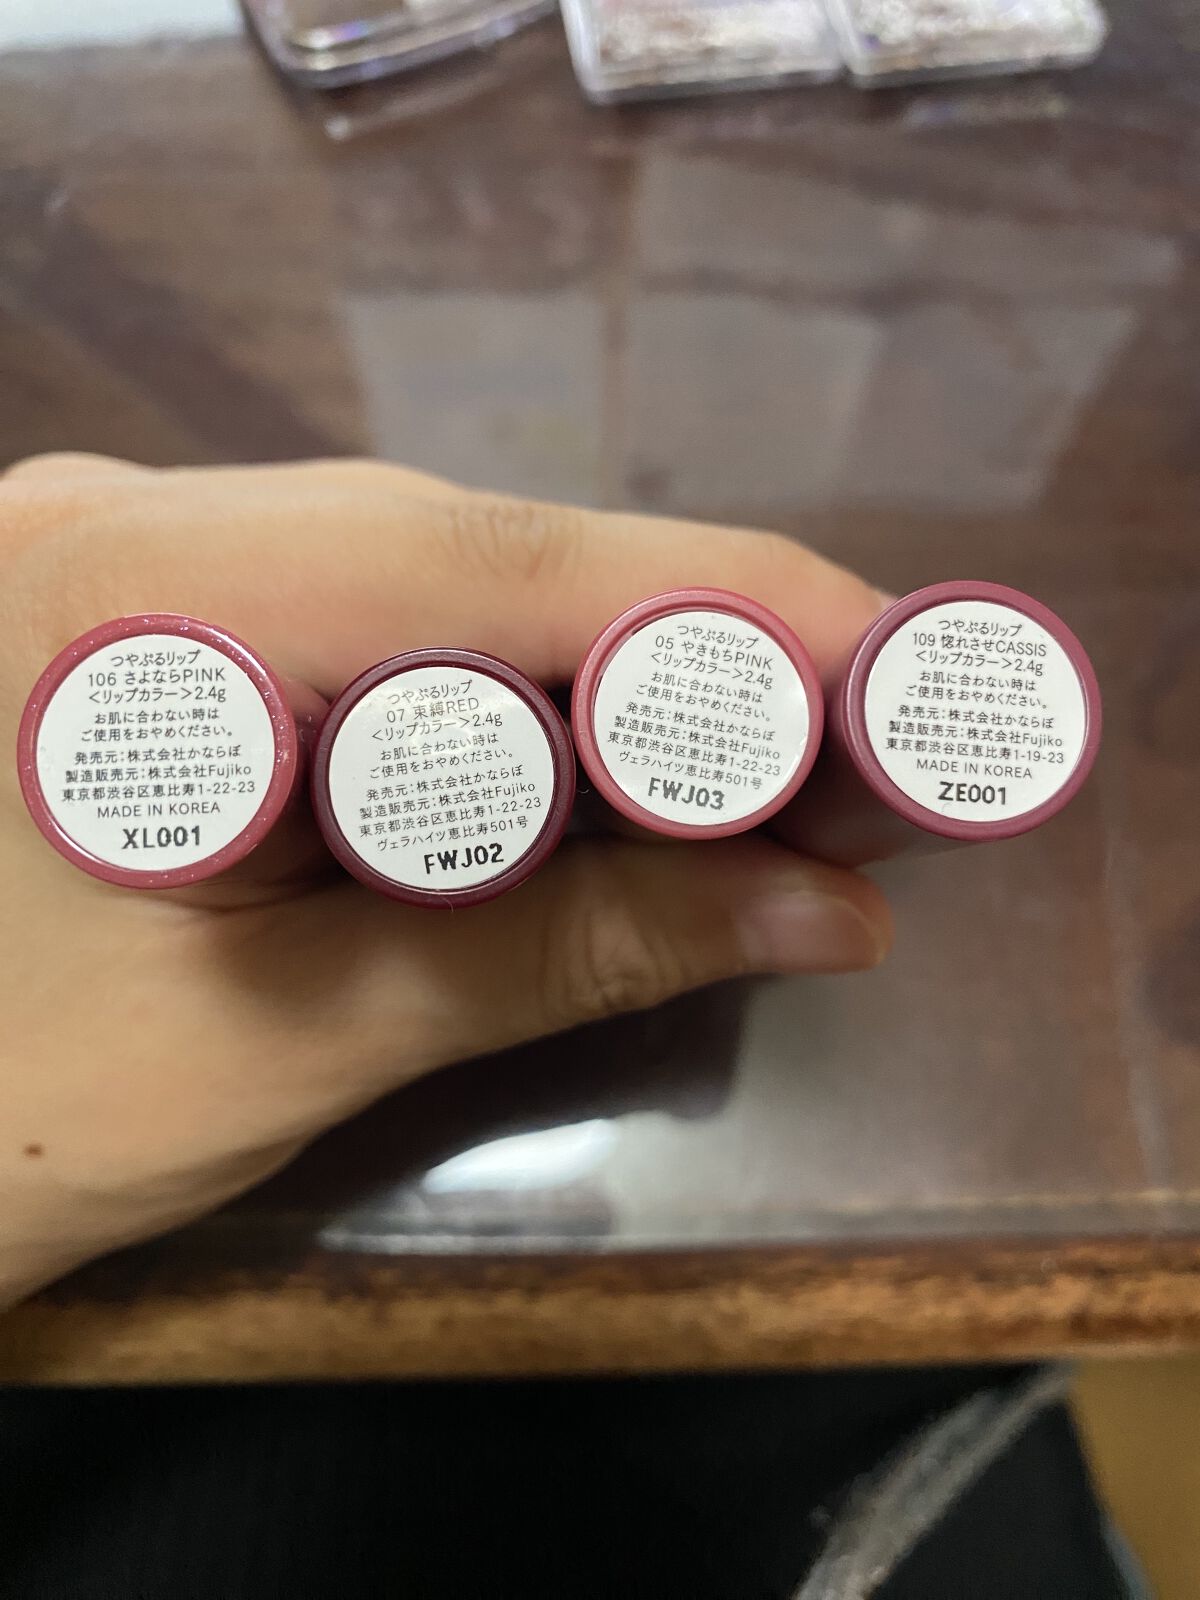 つやぷるリップ
106 さよならPINK
<リップカラー>2.4g
お肌に合わない時は
ご使用をおやめください。
発売元:株式会社かならぼ
製造販売元:株式会社Fujiko
東京都渋谷区恵比寿1-22-23
MADE IN KOREA
XL001
つやぷるリップ
07 束縛RED
<リップカラー>2.4g
お肌に合わない時は
ご使用をおやめください。
発売元:株式会社かならぼ
製造販売元:株式会社Fujiko
東京都渋谷区恵比寿1-22-23
ヴェラハイツ恵比寿501号
FWJ02
つやぷるリップ
05 やきもちPINK
<リップカラー>2.4g
お肌に合わない時は
ご使用をおやめください。
発売元:株式会社かならぼ
製造販売元:株式会社Fujiko
東京都渋谷区恵比寿1-22-23
ヴェラハイツ恵比寿501号
FWJ03
つやぷるリップ
109 惚れさせCASSIS
<リップカラー>2.4g
お肌に合わない時は
ご使用をおやめください。
発売元:株式会社かならぼ
製造販売元:株式会社Fujiko
東京都渋谷区恵比寿1-19-23
MADE IN KOREA
ZE001